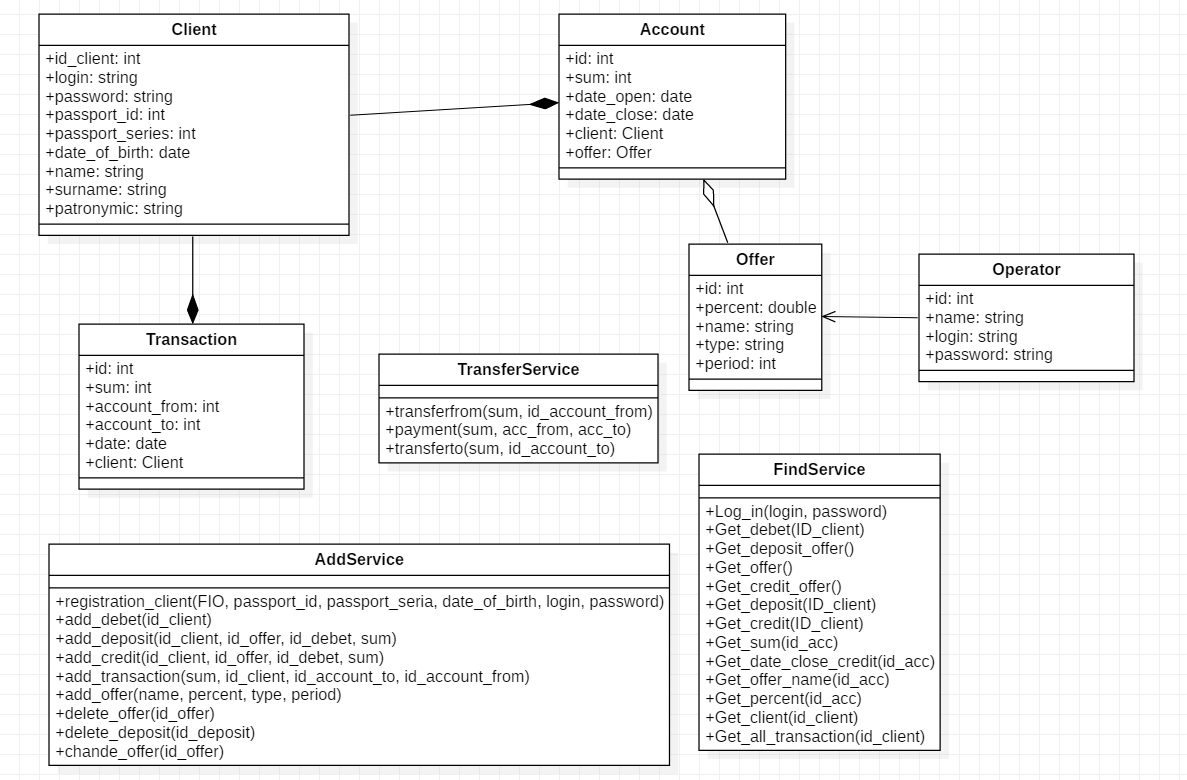 Client
+id_client: int
+login: string
+password: string
+passport_id: int
+passport_series: int
+date_of_birth: date
+name: string
+surname: string
+patronymic: string
Account
+id: int
+sum: int
+date_open: date
+date_close: date
+client: Client
+offer: Offer
Offer
+id: int
+percent: double
+name: string
+type: string
+period: int
Operator
+id: int
+name: string
+login: string
+password: string
Transaction
+id: int
+sum: int
+account_from: int
+account_to: int
+date: date
+client: Client
TransferService
+transferfrom(sum, id_account_from)
+payment(sum, acc_from, acc_to)
+transferto(sum, id_account_to)
FindService
+Log_in(login, password)
+Get_debet(ID_client)
+Get_deposit_offer()
+Get_offer()
+Get_credit_offer()
+Get_deposit(ID_client)
+Get_credit(ID_client)
+Get_sum(id_acc)
+Get_date_close_credit(id_acc)
+Get_offer_name(id_acc)
+Get_percent(id_acc)
+Get_client(id_client)
+Get_all_transaction(id_client)
AddService
+registration_client(FIO, passport_id, passport_seria, date_of_birth, login, password)
+add_debet(id_client)
+add_deposit(id_client, id_offer, id_debet, sum)
+add_credit(id_client, id_offer, id_debet, sum)
+add_transaction(sum, id_client, id_account_to, id_account_from)
+add_offer(name, percent, type, period)
+delete_offer(id_offer)
+delete_deposit(id_deposit)
+chande_offer(id_offer)